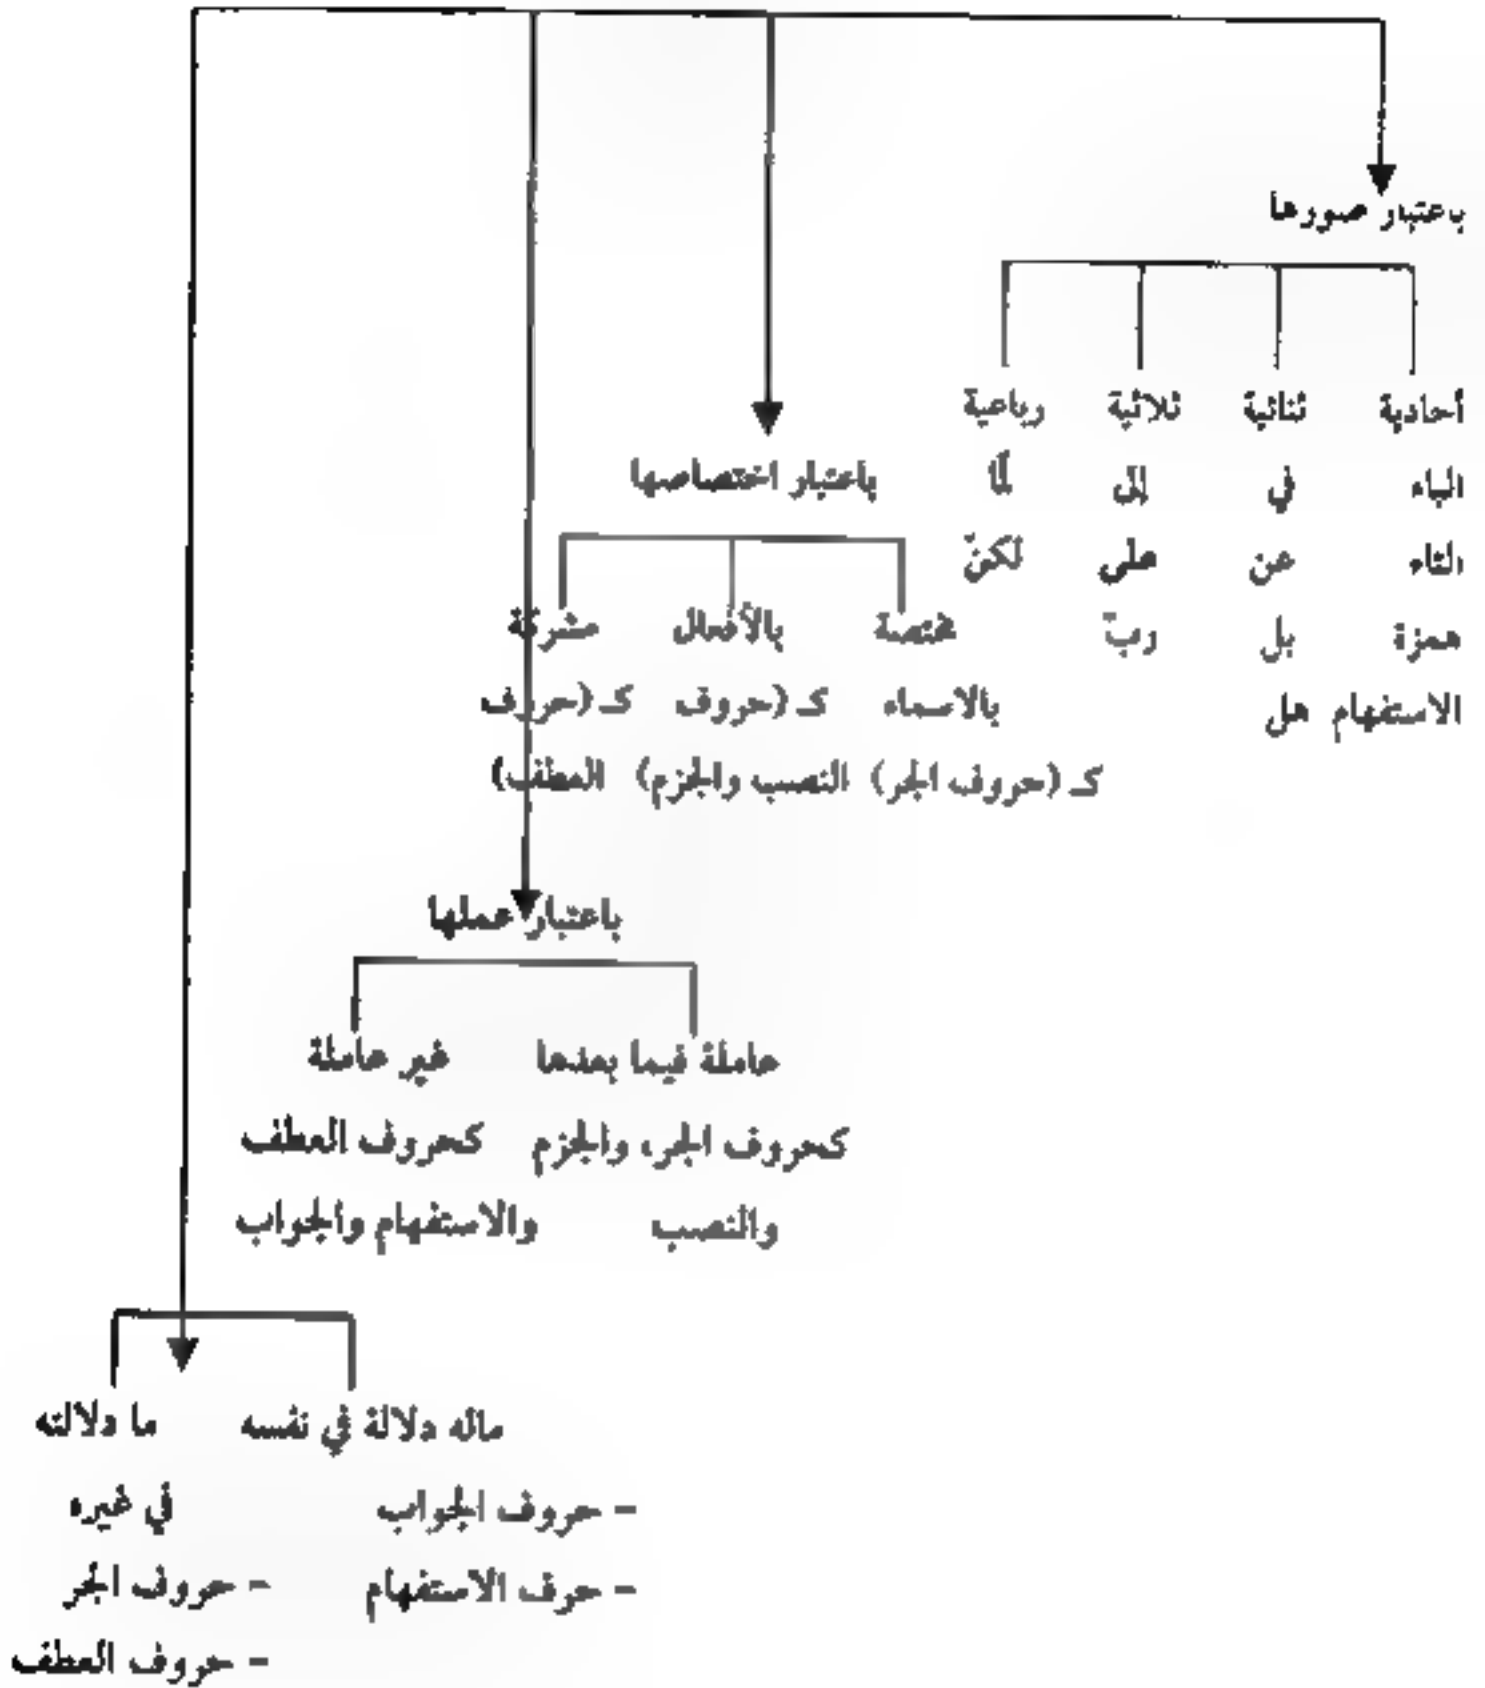 باعتبار صورها
أحادية ثنائية ثلاثية رباعية
الباء في إلى لمّا
التاء عن على لكنّ
همزة بل ربّ
الاستفهام هل
باعتبار اختصاصها
مختصة بالأفعال مشركة
بالاسماء كـ (حروف كـ (حروف
كـ (حروف الجر) النصب والجزم) العطف)
باعتبار عملها
عاملة فيما بعدها غير عاملة
كحروف الجر، والجزم كحروف العطف
والنصب والاستفهام والجواب
ماله دلالة في نفسه ما دلالته
- حروف الجواب في غيره
- حرف الاستفهام - حروف الجر
- حروف العطف